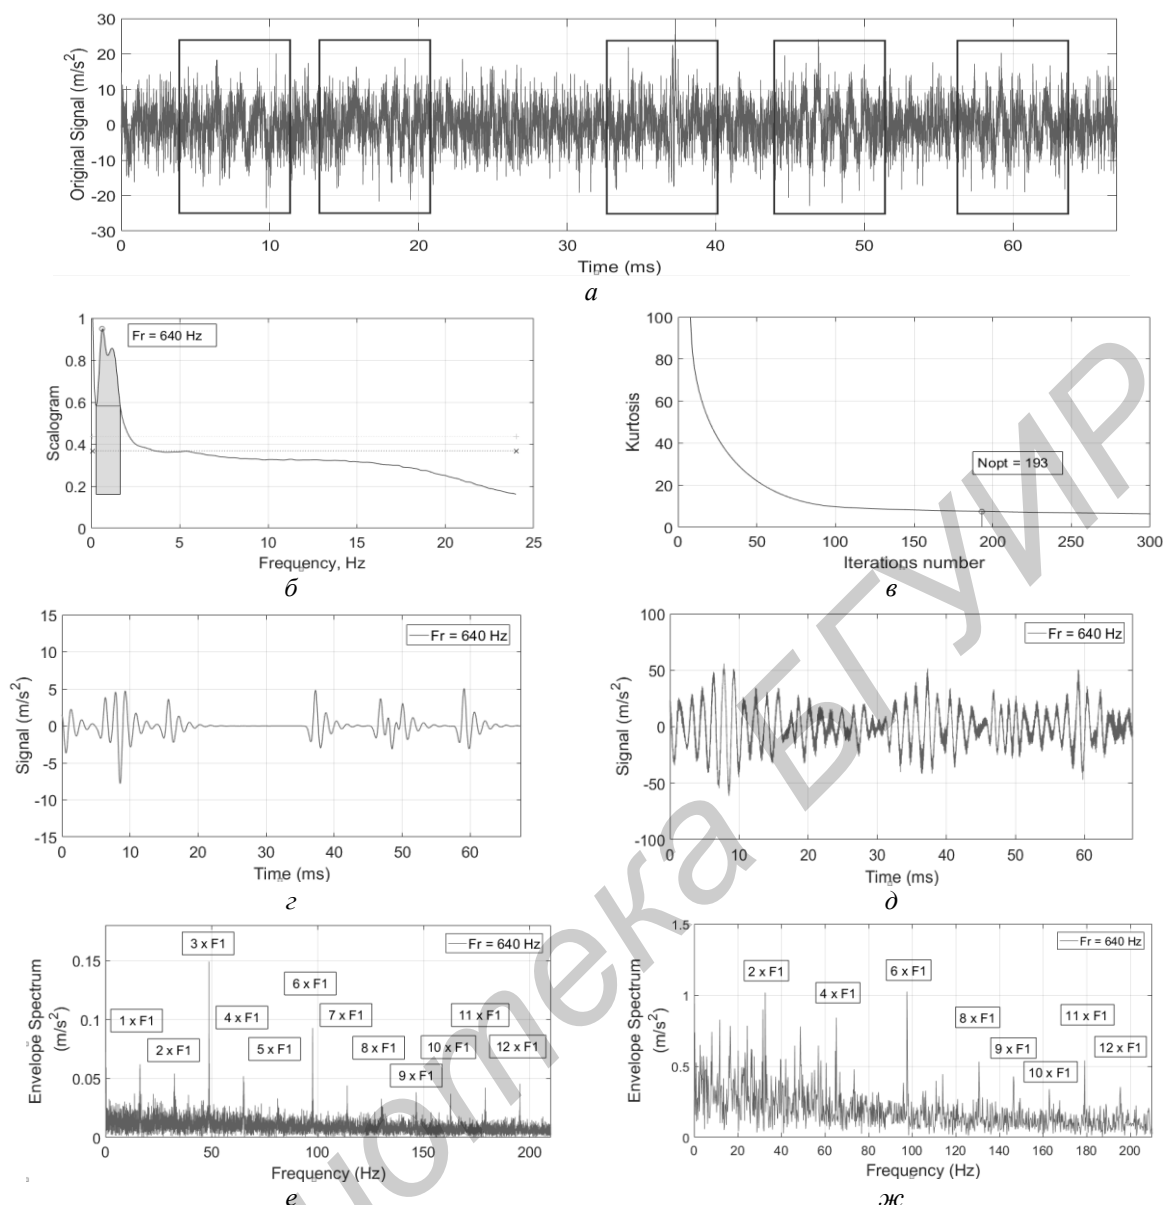 30
20
10
0
-10
-20
-30
Original Signal (m/s²)
0 10 20 30 40 50 60
Time (ms)
а
1
0.8
0.6
0.4
0.2
0
Scalogram
Fr = 640 Hz
0 5 10 15 20 25
Frequency, Hz
б
100
80
60
40
20
0
Kurtosis
Nopt = 193
0 50 100 150 200 250 300
Iterations number
в
15
10
5
0
-5
-10
-15
Signal (m/s²)
Fr = 640 Hz
0 10 20 30 40 50 60
Time (ms)
г
100
50
0
-50
-100
Signal (m/s²)
Fr = 640 Hz
0 10 20 30 40 50 60
Time (ms)
д
0.15
0.1
0.05
0
Envelope Spectrum
(m/s²)
Fr = 640 Hz
3 x F1
6 x F1
1 x F1
4 x F1
7 x F1
11 x F1
2 x F1
5 x F1
8 x F1
10 x F1
12 x F1
9 x F1
0 50 100 150 200
Frequency (Hz)
е
1.5
1
0.5
0
Envelope Spectrum
(m/s²)
Fr = 640 Hz
2 x F1
6 x F1
4 x F1
8 x F1
11 x F1
9 x F1
12 x F1
10 x F1
0 20 40 60 80 100 120 140 160 180 200
Frequency (Hz)
ж
иотека БГУИР